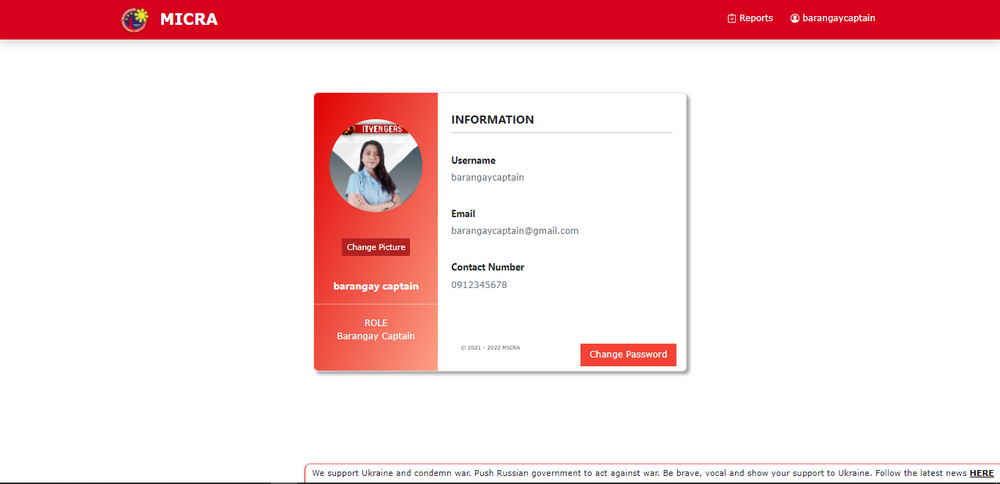 MICRA
Reports
barangaycaptain
ITVENGERS
Change Picture
barangay captain
ROLE
Barangay Captain
INFORMATION
Username
barangaycaptain
Email
barangaycaptain@gmail.com
Contact Number
0912345678
© 2021 - 2022 MICRA
Change Password
We support Ukraine and condemn war. Push Russian government to act against war. Be brave, vocal and show your support to Ukraine. Follow the latest news HERE